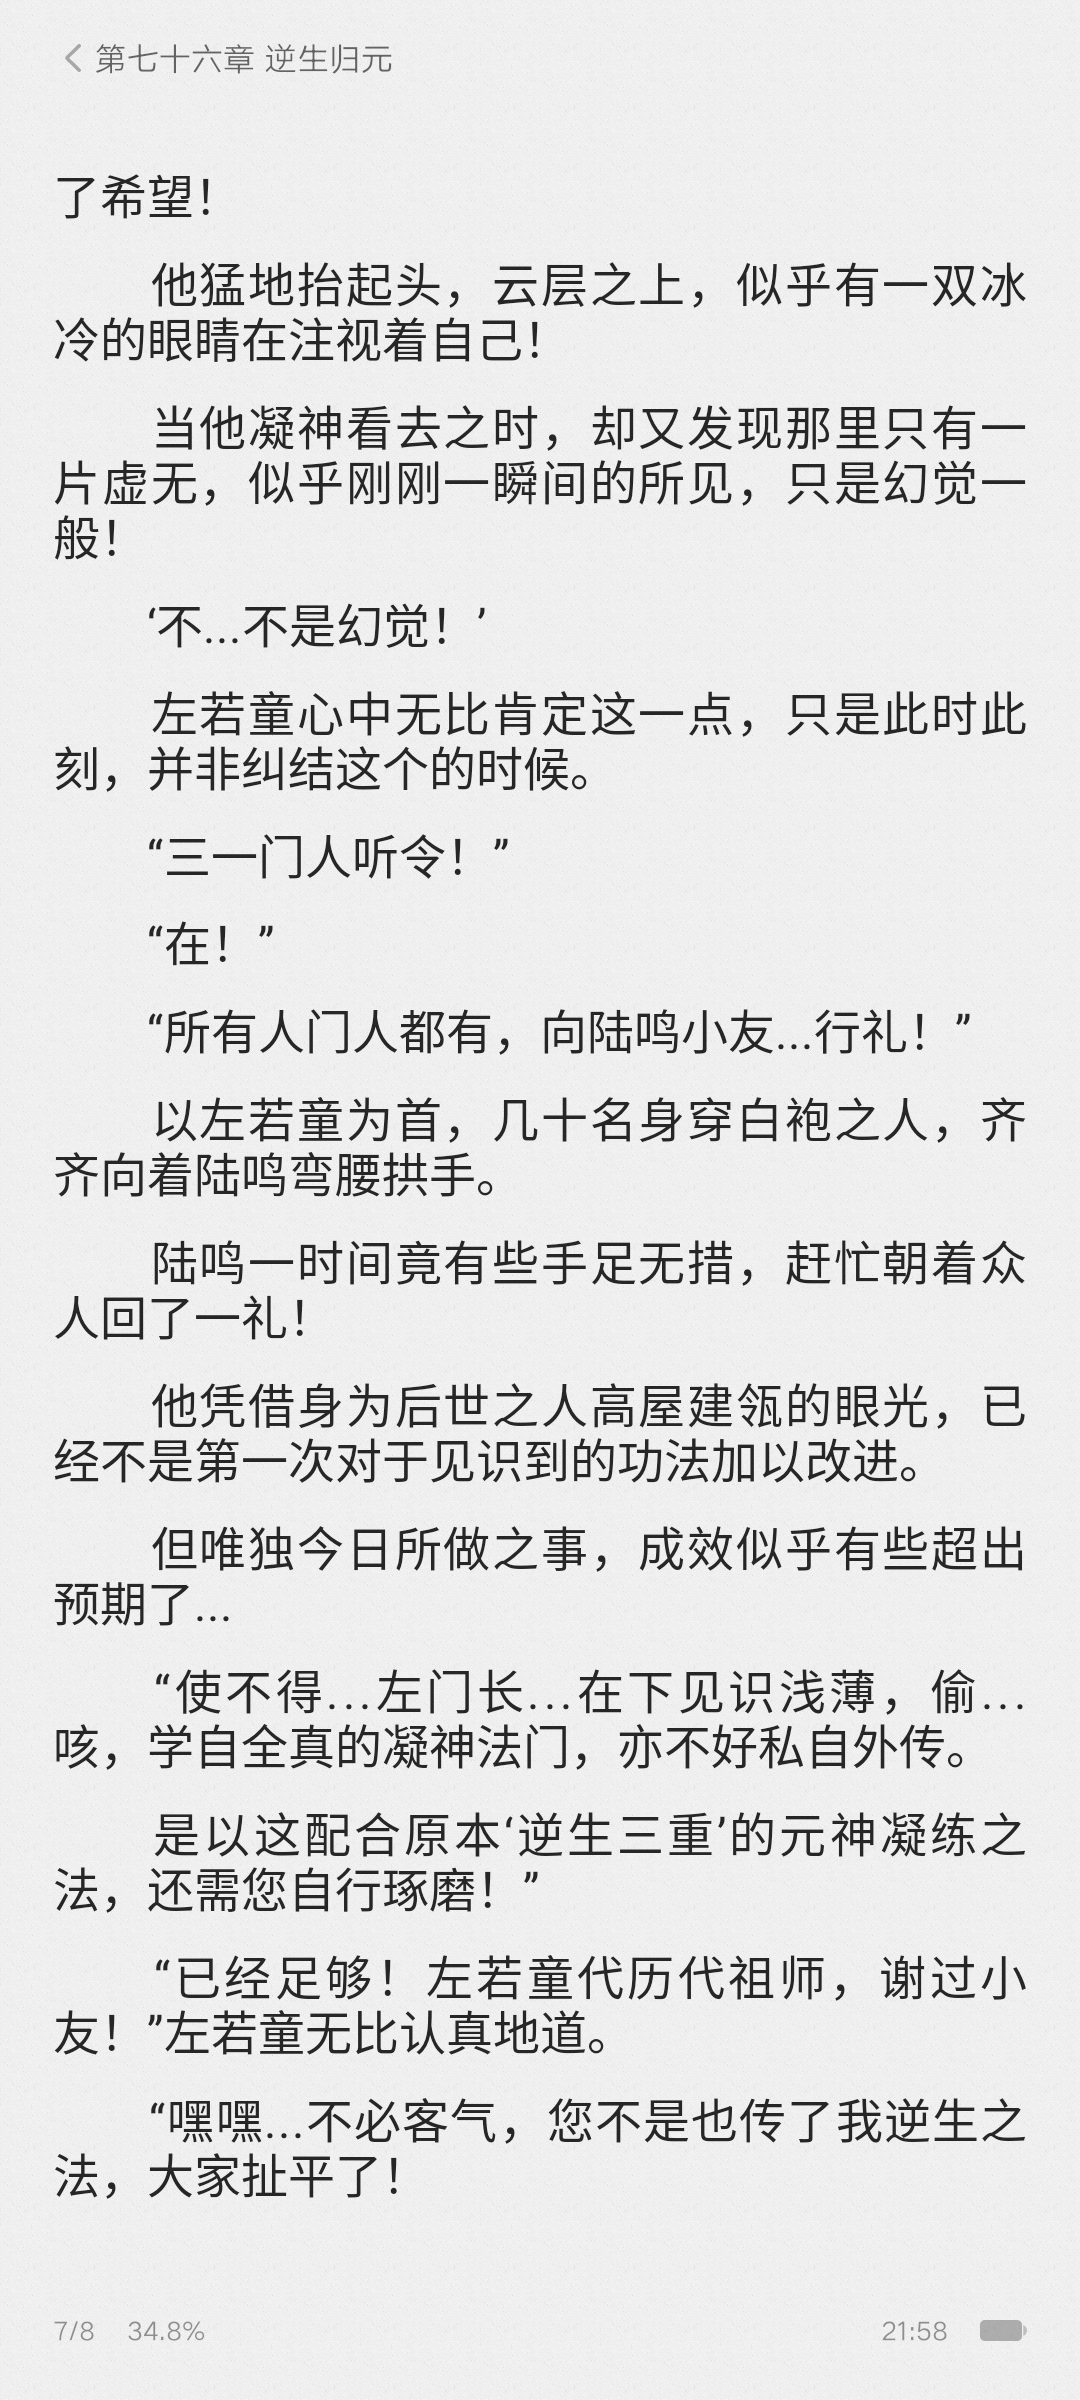 第七十六章 逆生归元
了希望！
他猛地抬起头，云层之上，似乎有一双冰
冷的眼睛在注视着自己！
当他凝神看去之时，却又发现那里只有一
片虚无，似乎刚刚一瞬间的所见，只是幻觉一
般！
‘不...不是幻觉！’
左若童心中无比肯定这一点，只是此时此
刻，并非纠结这个的时候。
“三一门人听令！”
“在！”
“所有人门人都有，向陆鸣小友...行礼！”
以左若童为首，几十名身穿白袍之人，齐
齐向着陆鸣弯腰拱手。
陆鸣一时间竟有些手足无措，赶忙朝着众
人回了一礼！
他凭借身为后世之人高屋建瓴的眼光，已
经不是第一次对于见识到的功法加以改进。
但唯独今日所做之事，成效似乎有些超出
预期了...
“使不得...左门长...在下见识浅薄，偷...
咳，学自全真的凝神法门，亦不好私自外传。
是以这配合原本‘逆生三重’的元神凝练之
法，还需您自行琢磨！”
“已经足够！左若童代历代祖师，谢过小
友！”左若童无比认真地道。
“嘿嘿...不必客气，您不是也传了我逆生之
法，大家扯平了！
7/8 34.8% 21:58